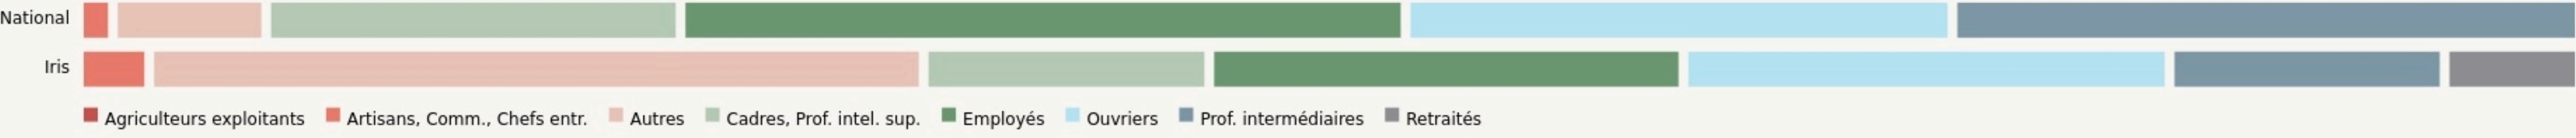 National
Iris
Agriculteurs exploitants Artisans, Comm., Chefs entr. Autres Cadres, Prof. intel. sup. Employés Ouvriers Prof. intermédiaires Retraités